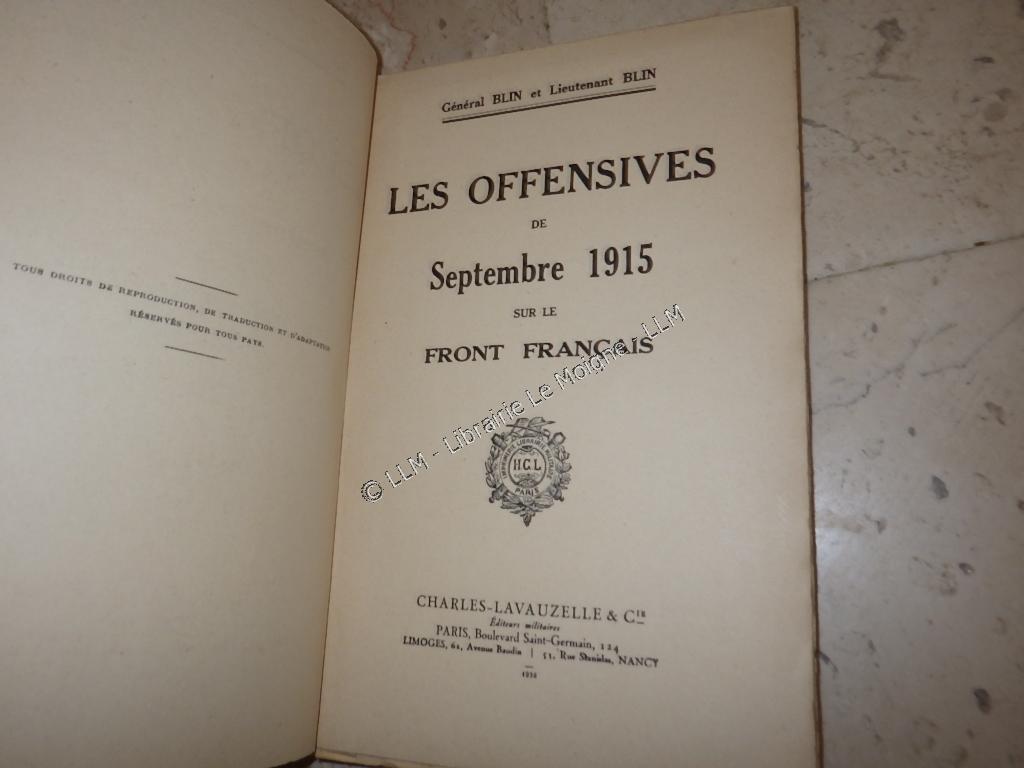 TOUS DROITS DE REPRODUCTION, DE TRADUCTION ET D'ADAPTATION
RÉSERVÉS POUR TOUS PAYS.
Général BLIN et Lieutenant BLIN
LES OFFENSIVES
DE
Septembre 1915
SUR LE
FRONT FRANÇAIS
© LLM - Librairie Le Moigne - LLM
H.C.L
PARIS
CHARLES-LAVAUZELLE & Cie
Éditeurs militaires
PARIS, Boulevard Saint-Germain, 124
LIMOGES, 62, Avenue Baudin | 51, Rue Stanislas, NANCY